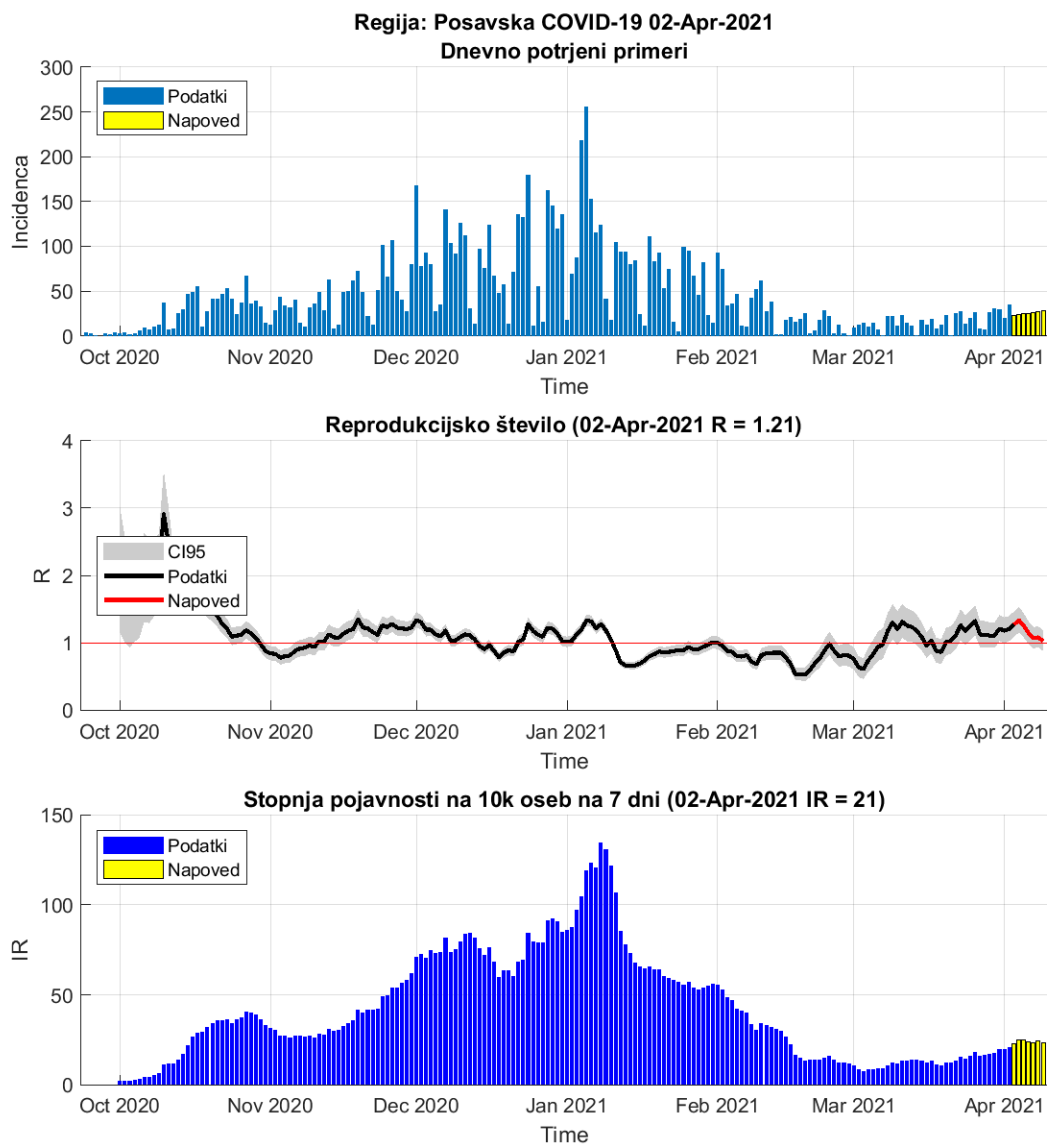 Regija: Posavska COVID-19 02-Apr-2021
Dnevno potrjeni primeri
300
250
200
150
100
50
0
Incidenca
Podatki
Napoved
Oct 2020 Nov 2020 Dec 2020 Jan 2021 Feb 2021 Mar 2021 Apr 2021
Time
Reprodukcijsko število (02-Apr-2021 R = 1.21)
4
3
2
1
0
R
CI95
Podatki
Napoved
Oct 2020 Nov 2020 Dec 2020 Jan 2021 Feb 2021 Mar 2021 Apr 2021
Time
Stopnja pojavnosti na 10k oseb na 7 dni (02-Apr-2021 IR = 21)
150
100
50
0
IR
Podatki
Napoved
Oct 2020 Nov 2020 Dec 2020 Jan 2021 Feb 2021 Mar 2021 Apr 2021
Time